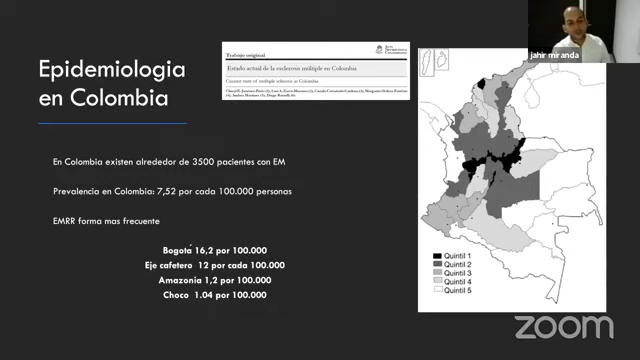 Epidemiologia
en Colombia
Trabajo original
Estado actual de la esclerosis múltiple en Colombia
Current state of multiple sclerosis in Colombia
jahir miranda
En Colombia existen alrededor de 3500 pacientes con EM
Prevalencia en Colombia: 7,52 por cada 100.000 personas
EMRR forma mas frecuente
Bogotá 16,2 por 100.000
Eje cafetero 12 por cada 100.000
Amazonia 1,2 por 100.000
Choco 1.04 por 100.000
Quintil 1
Quintil 2
Quintil 3
Quintil 4
Quintil 5
zoom